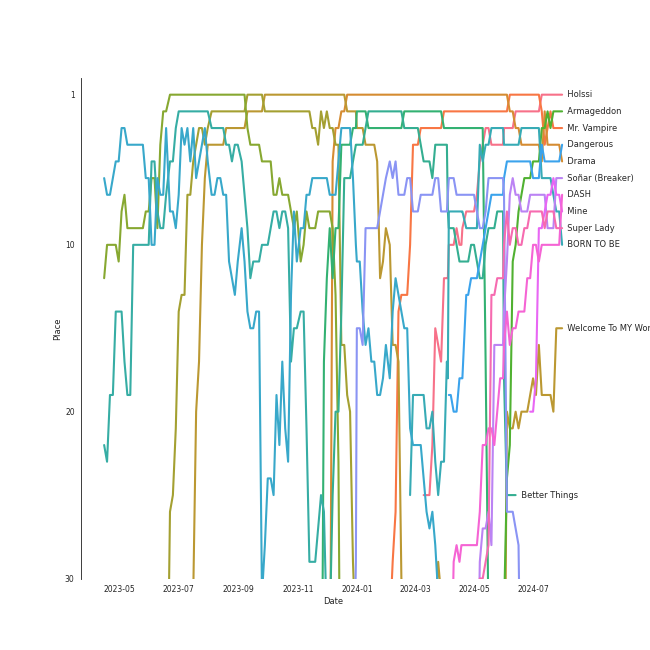 1
10
20
30
Place
2023-05
2023-07
2023-09
2023-11
2024-01
2024-03
2024-05
2024-07
Date
Holssi
Armageddon
Mr. Vampire
Dangerous
Drama
Soñar (Breaker)
DASH
Mine
Super Lady
BORN TO BE
Welcome To MY Wor
Better Things